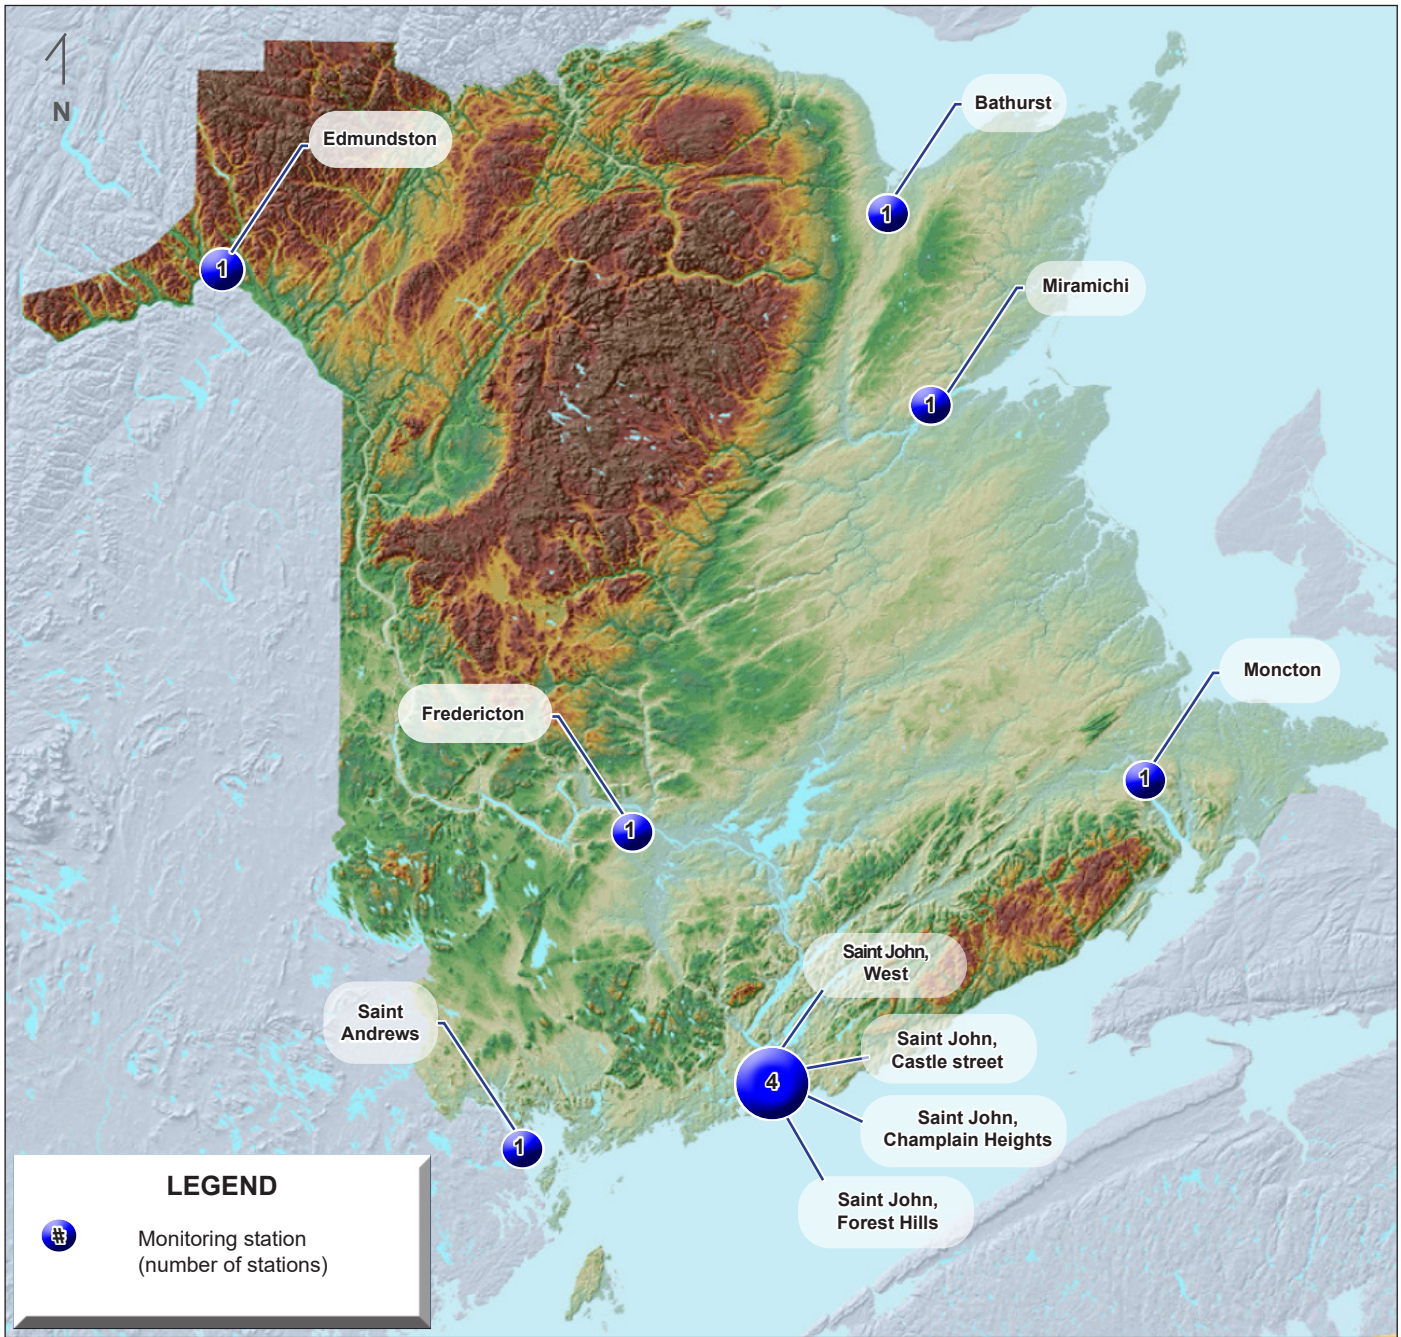 N
Bathurst
Edmundston
1
1
Miramichi
1
Moncton
Fredericton
1
1
Saint John,
West
Saint
Andrews
Saint John,
Castle street
4
Saint John,
Champlain Heights
1
Saint John,
Forest Hills
LEGEND
#
Monitoring station
(number of stations)